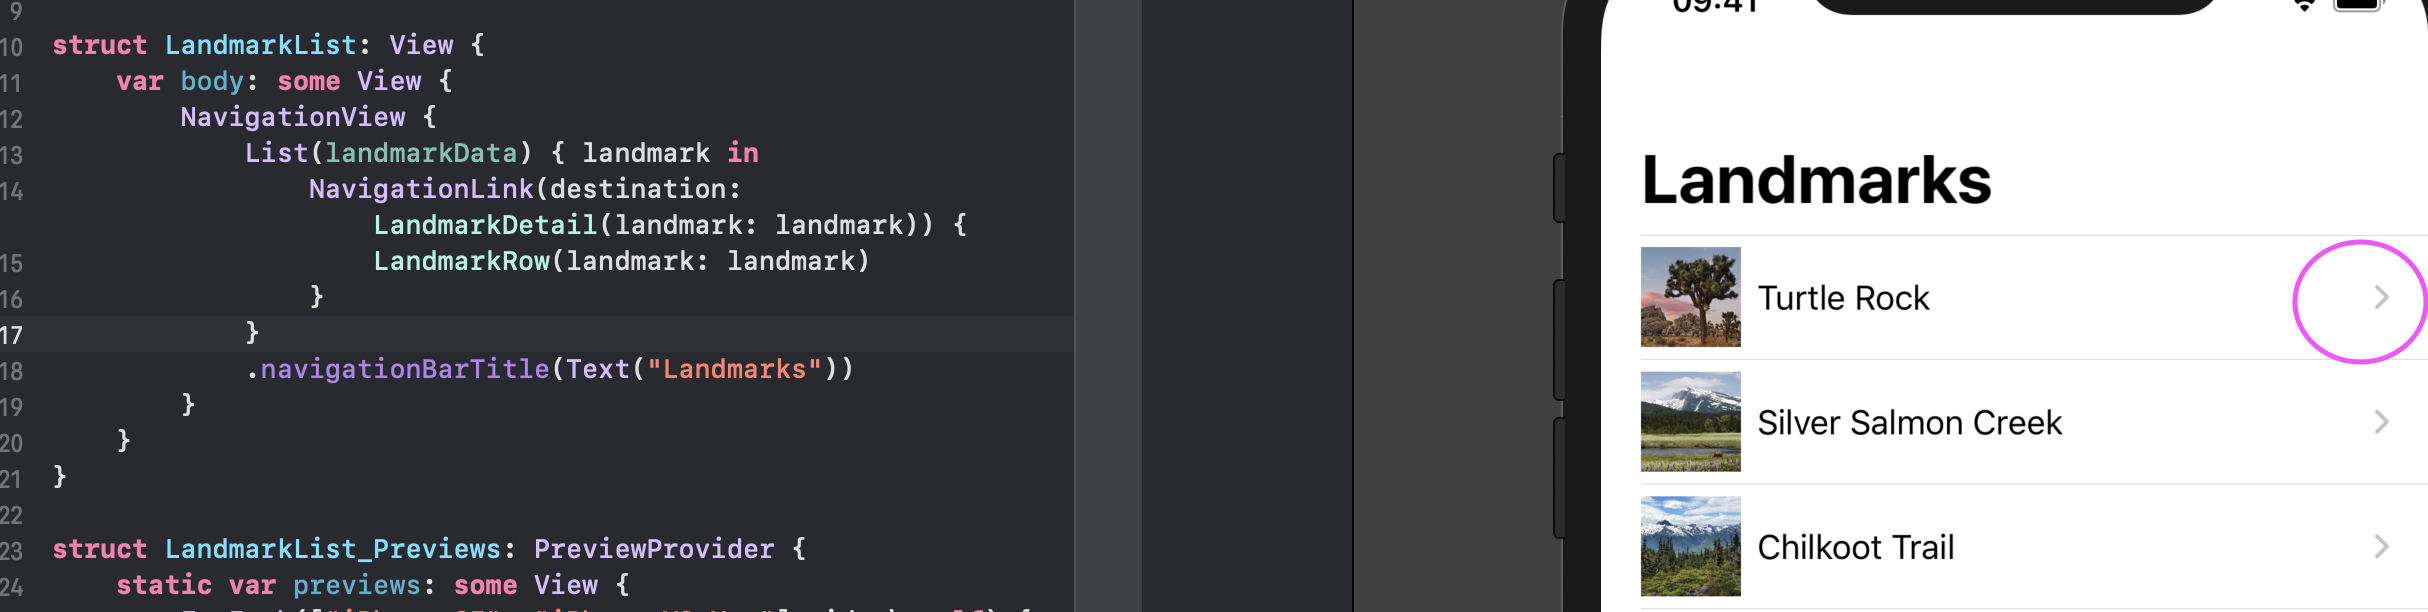 9
10 struct LandmarkList: View {
11 var body: some View {
12 NavigationView {
13 List(landmarkData) { landmark in
14 NavigationLink(destination:
LandmarkDetail(landmark: landmark)) {
15 LandmarkRow(landmark: landmark)
16 }
17 }
18 .navigationBarTitle(Text("Landmarks"))
19 }
20 }
21 }
22
23 struct LandmarkList_Previews: PreviewProvider {
24 static var previews: some View {
09:41
Landmarks
Turtle Rock
Silver Salmon Creek
Chilkoot Trail